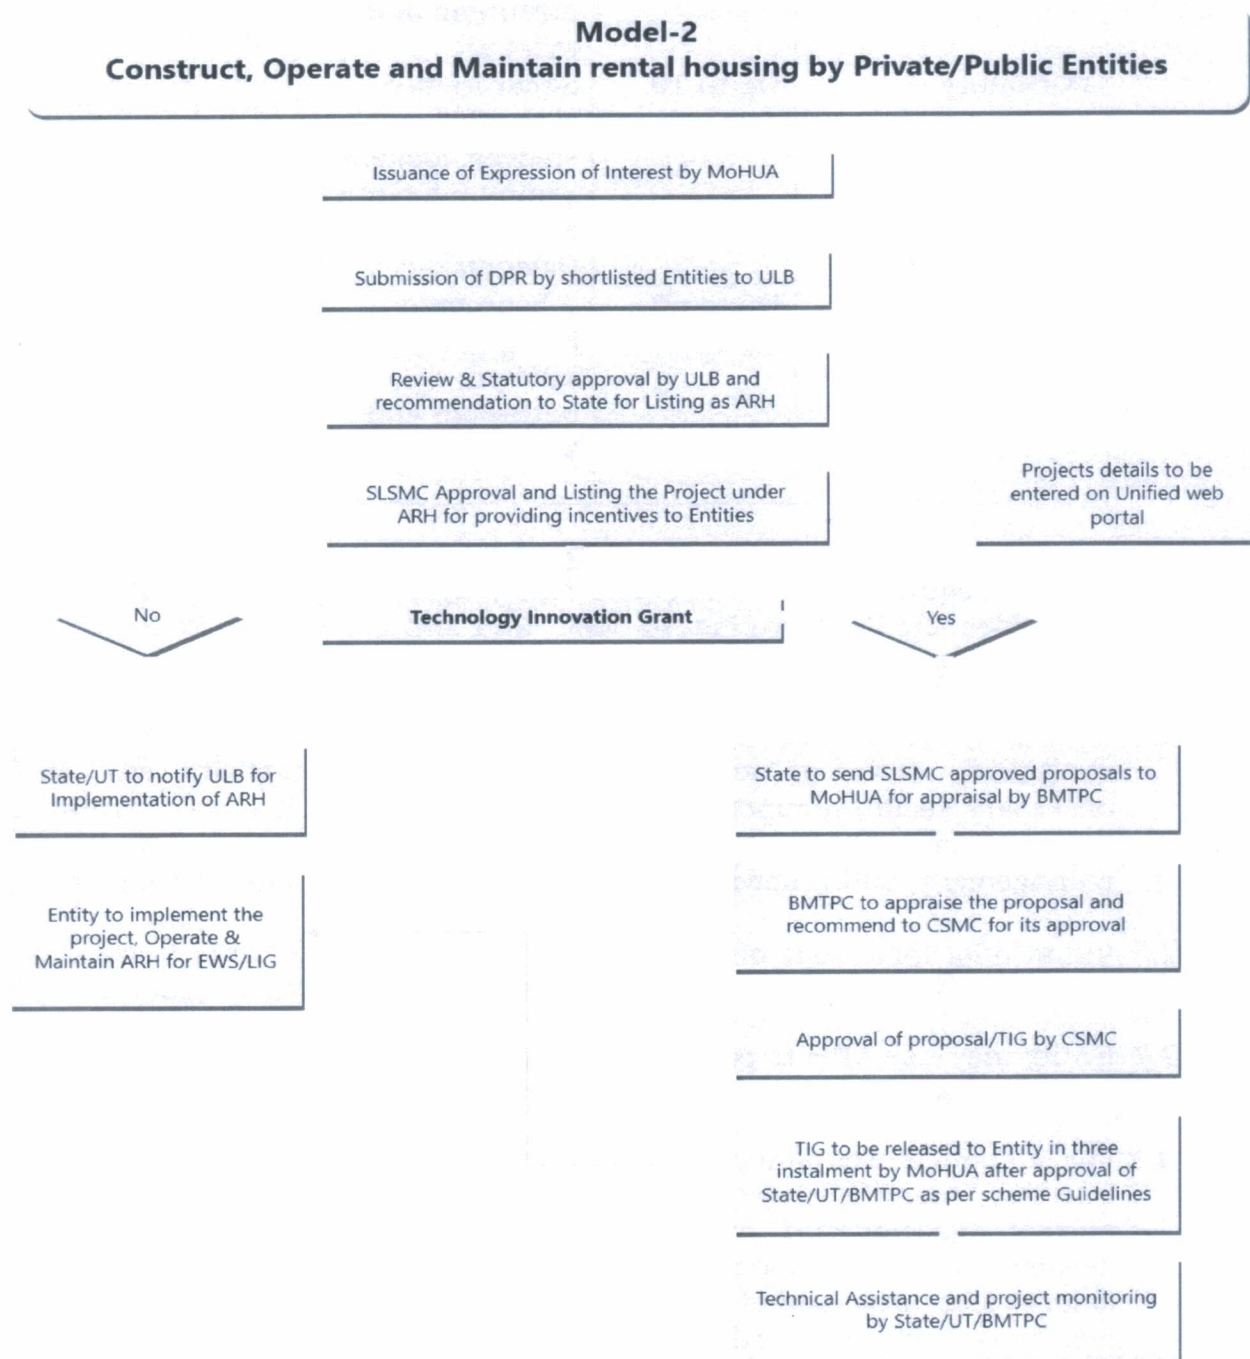 Model-2
Construct, Operate and Maintain rental housing by Private/Public Entities
Issuance of Expression of Interest by MoHUA
Submission of DPR by shortlisted Entities to ULB
Review & Statutory approval by ULB and
recommendation to State for Listing as ARH
SLSMC Approval and Listing the Project under
ARH for providing incentives to Entities
Projects details to be
entered on Unified web
portal
No
Technology Innovation Grant
Yes
State/UT to notify ULB for
Implementation of ARH
Entity to implement the
project, Operate &
Maintain ARH for EWS/LIG
State to send SLSMC approved proposals to
MoHUA for appraisal by BMTPC
BMTPC to appraise the proposal and
recommend to CSMC for its approval
Approval of proposal/TIG by CSMC
TIG to be released to Entity in three
instalment by MoHUA after approval of
State/UT/BMTPC as per scheme Guidelines
Technical Assistance and project monitoring
by State/UT/BMTPC